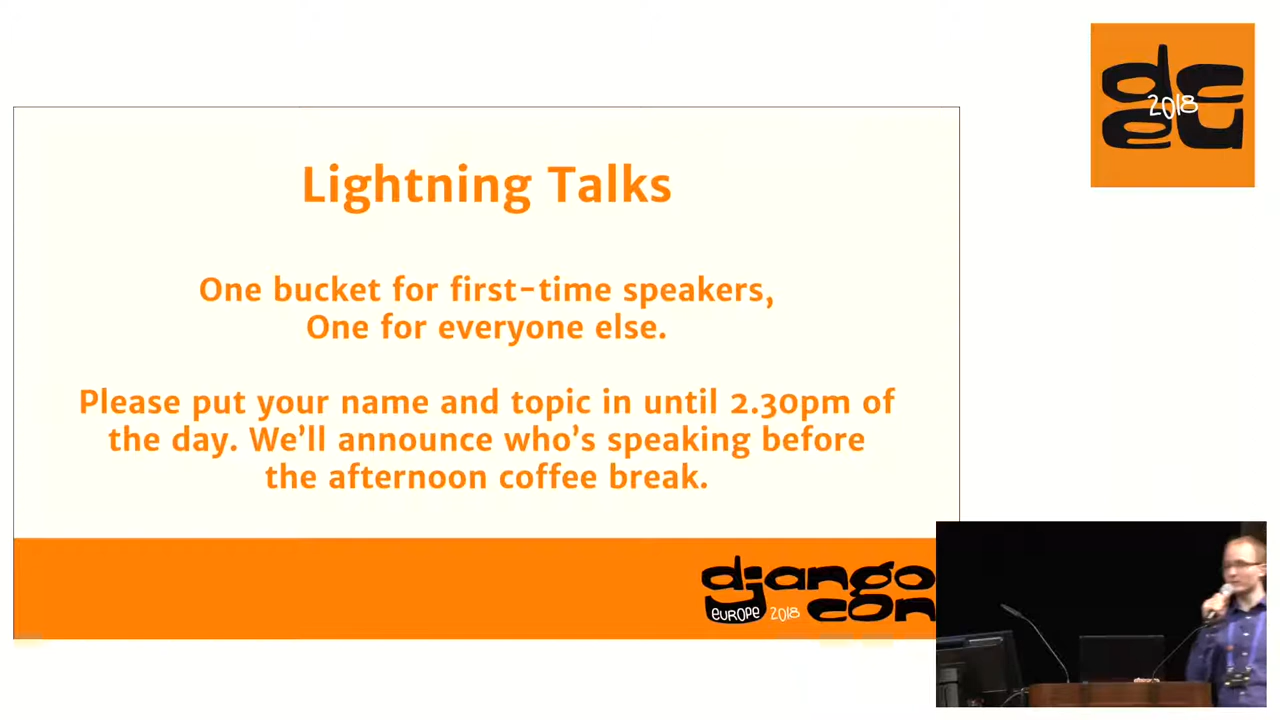 Lightning Talks
One bucket for first-time speakers,
One for everyone else.
Please put your name and topic in until 2.30pm of
the day. We'll announce who's speaking before
the afternoon coffee break.
django
con
EUROPE 2018
dc
eu
2018